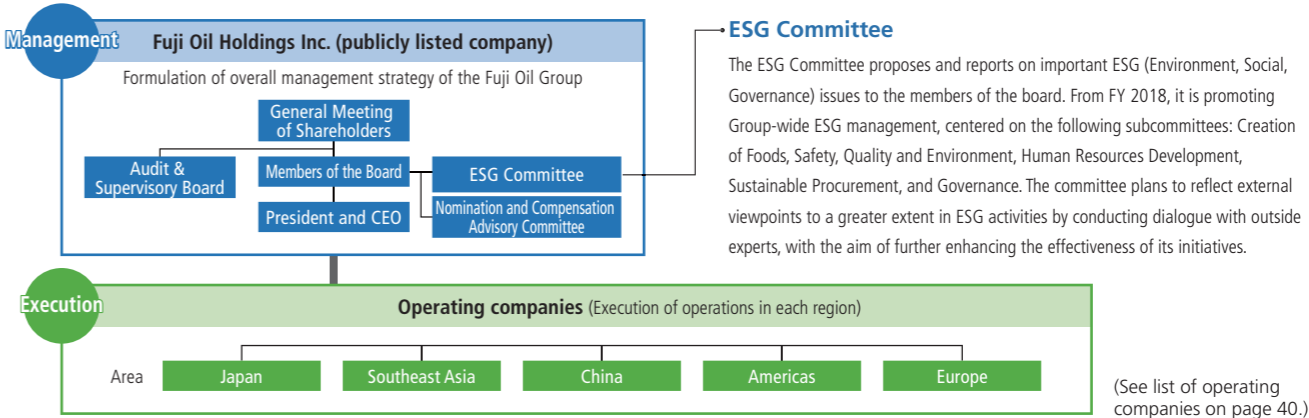 Management
Fuji Oil Holdings Inc. (publicly listed company)
Formulation of overall management strategy of the Fuji Oil Group
General Meeting
of Shareholders
Audit &
Supervisory Board
Members of the Board
ESG Committee
President and CEO
Nomination and Compensation
Advisory Committee
ESG Committee
The ESG Committee proposes and reports on important ESG (Environment, Social,
Governance) issues to the members of the board. From FY 2018, it is promoting
Group-wide ESG management, centered on the following subcommittees: Creation
of Foods, Safety, Quality and Environment, Human Resources Development,
Sustainable Procurement, and Governance. The committee plans to reflect external
viewpoints to a greater extent in ESG activities by conducting dialogue with outside
experts, with the aim of further enhancing the effectiveness of its initiatives.
Execution
Operating companies (Execution of operations in each region)
Area
Japan
Southeast Asia
China
Americas
Europe
(See list of operating
companies on page 40.)